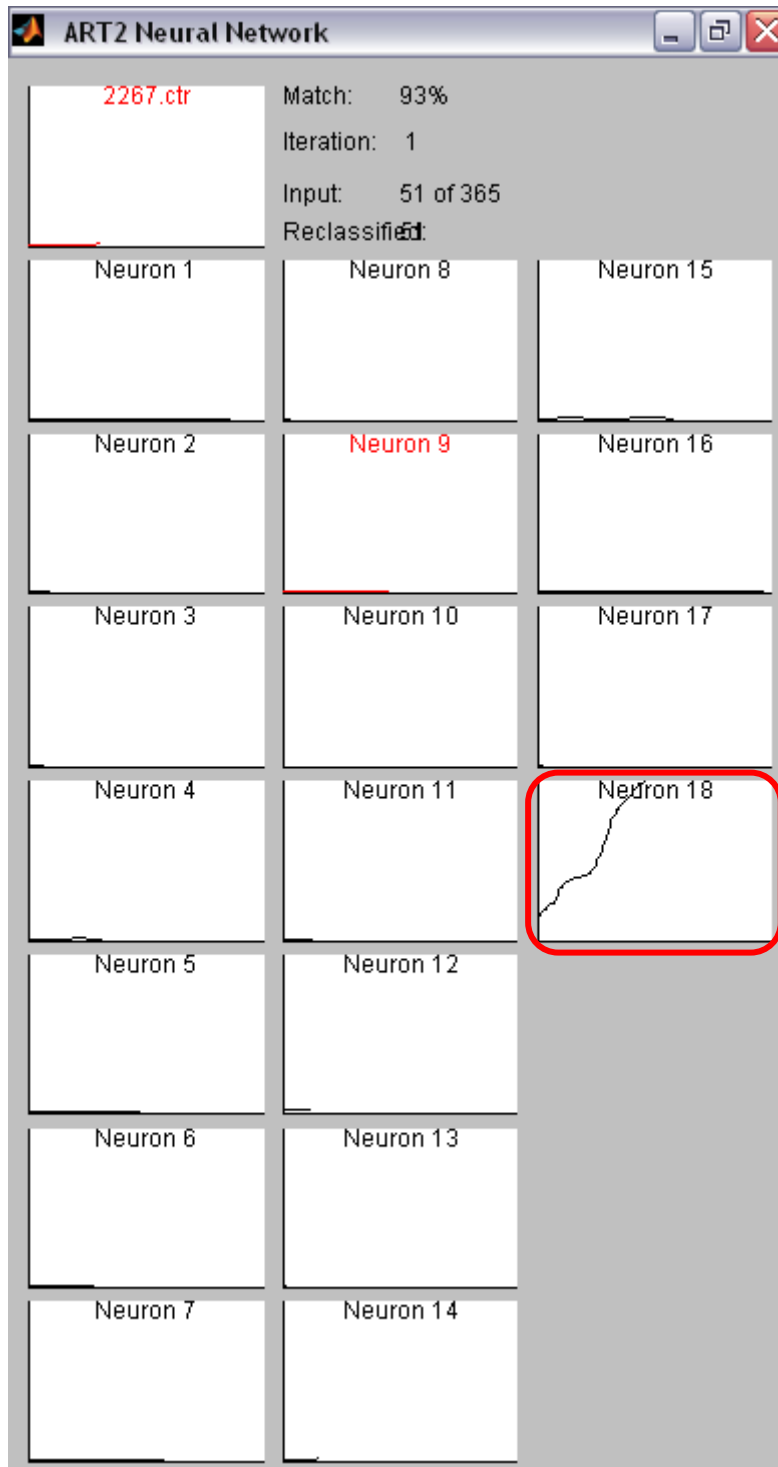 ART2 Neural Network
2267.ctr
Match: 93%
Iteration: 1
Input: 51 of 365
Reclassified: 51
Neuron 1
Neuron 8
Neuron 15
Neuron 2
Neuron 9
Neuron 16
Neuron 3
Neuron 10
Neuron 17
Neuron 4
Neuron 11
Neuron 18
Neuron 5
Neuron 12
Neuron 6
Neuron 13
Neuron 7
Neuron 14